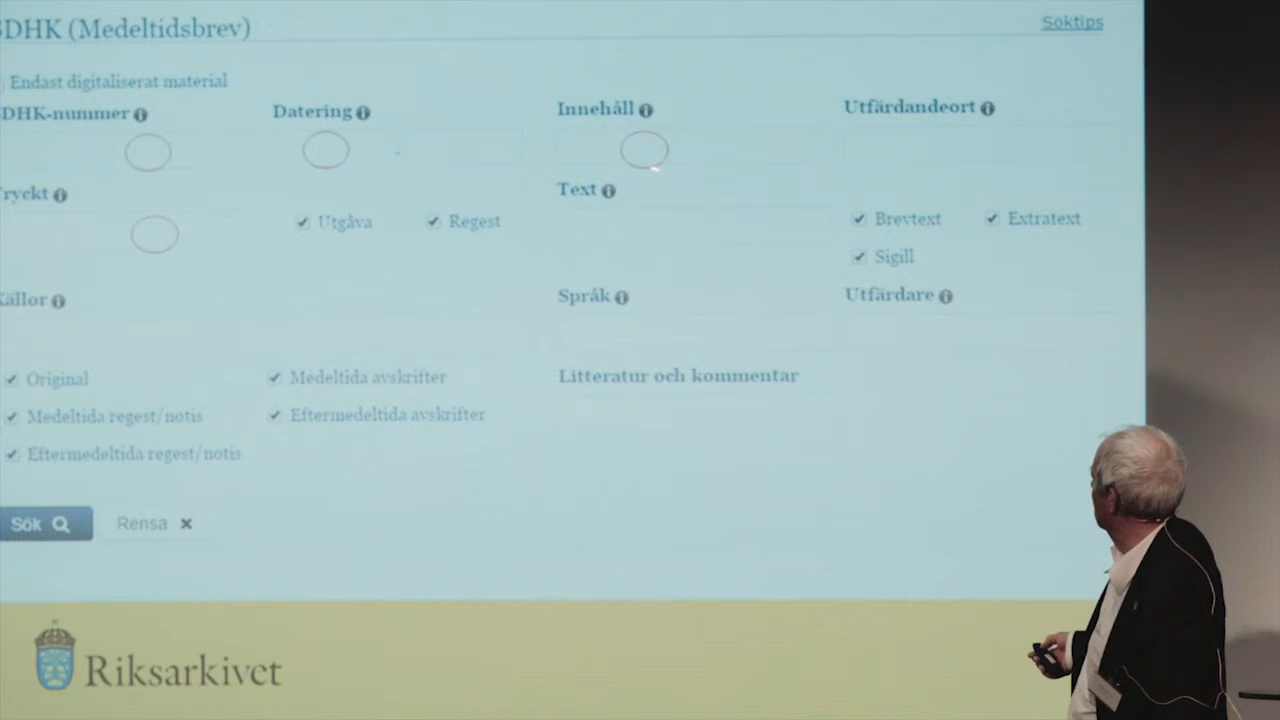 SDHK (Medeltidsbrev)
Söktips
Endast digitaliserat material
SDHK-nummer
Datering
Innehåll
Utfärdandeort
Tryckt
Utgåva
Regest
Text
Brevtext
Extratext
Sigill
Källor
Språk
Utfärdare
Original
Medeltida avskrifter
Litteratur och kommentar
Medeltida regest/notis
Eftermedeltida avskrifter
Eftermedeltida regest/notis
Sök
Rensa
Riksarkivet